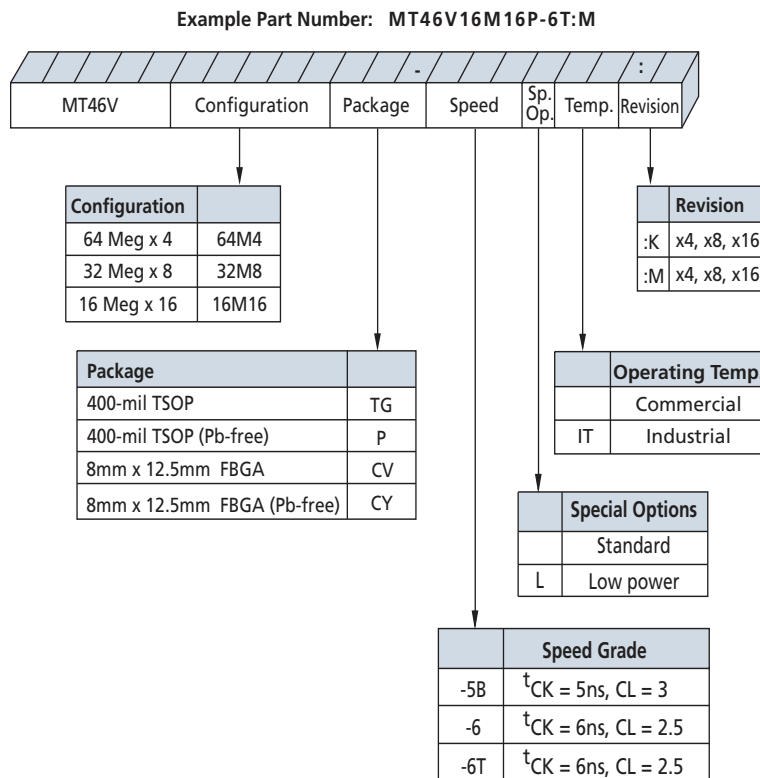 Example Part Number: MT46V16M16P-6T:M
- :
MT46V Configuration Package Speed Sp. Op. Temp. Revision
Configuration
64 Meg x 4 64M4
32 Meg x 8 32M8
16 Meg x 16 16M16
Revision
:K x4, x8, x16
:M x4, x8, x16
Package
400-mil TSOP TG
400-mil TSOP (Pb-free) P
8mm x 12.5mm FBGA CV
8mm x 12.5mm FBGA (Pb-free) CY
Operating Temp.
Commercial
IT Industrial
Special Options
Standard
L Low power
Speed Grade
-5B tCK = 5ns, CL = 3
-6 tCK = 6ns, CL = 2.5
-6T tCK = 6ns, CL = 2.5